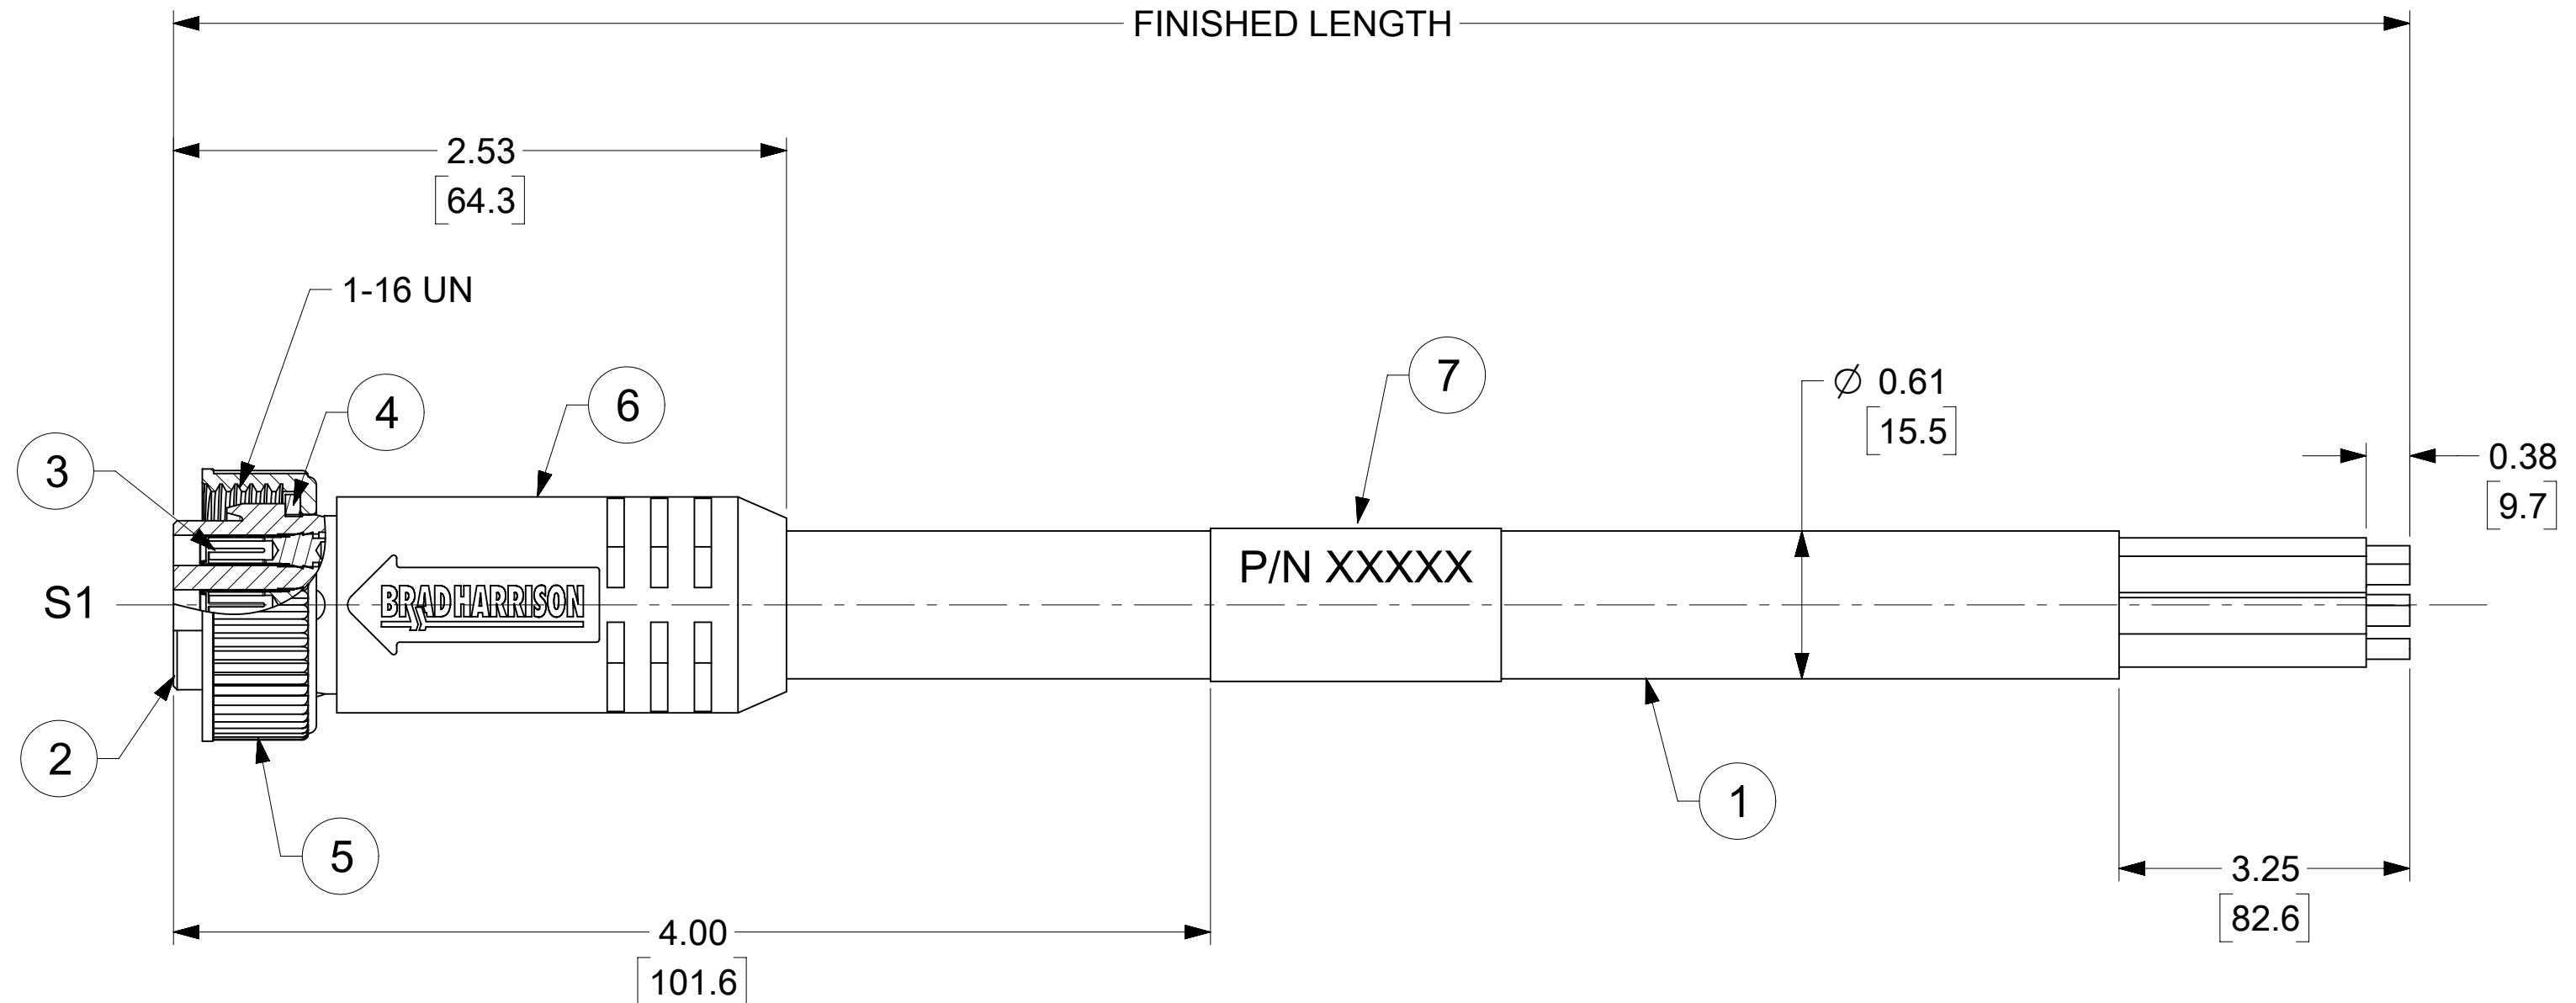 FINISHED LENGTH
2.53
[64.3]
1-16 UN
7
6
4
Ø 0.61
[15.5]
3
0.38
[9.7]
P/N XXXXX
S1
BRADHARRISON
2
1
5
3.25
[82.6]
4.00
[101.6]